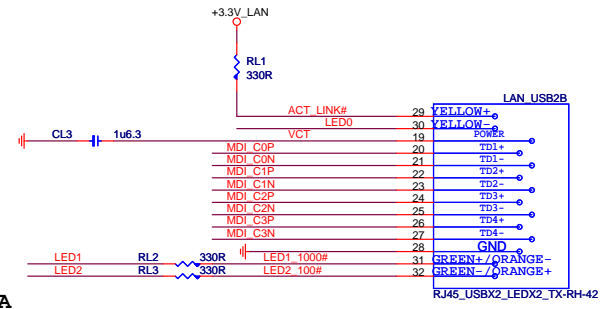 +3.3V_LAN
RL1
330R
LAN_USB2B
ACT_LINK# 29 YELLOW+
LED0 30 YELLOW-
CL3 1u6.3 VCT 19 POWER
MDI_C0P 20 TD1+
MDI_C0N 21 TD1-
MDI_C1P 22 TD2+
MDI_C1N 23 TD2-
MDI_C2P 24 TD3+
MDI_C2N 25 TD3-
MDI_C3P 26 TD4+
MDI_C3N 27 TD4-
28 GND
LED1 RL2 330R LED1_1000# 31 GREEN+/ORANGE-
LED2 RL3 330R LED2_100# 32 GREEN-/ORANGE+
RJ45_USBX2_LEDX2_TX-RH-42
A